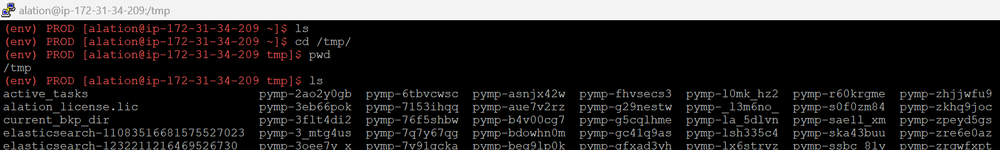 alation@ip-172-31-34-209:/tmp
(env) PROD [alation@ip-172-31-34-209 ~]$ ls
(env) PROD [alation@ip-172-31-34-209 ~]$ cd /tmp/
(env) PROD [alation@ip-172-31-34-209 tmp]$ pwd
/tmp
(env) PROD [alation@ip-172-31-34-209 tmp]$ ls
active_tasks pymp-2ao2y0gb pymp-6tbvcwsc pymp-asnjx42w pymp-fhvsecs3 pymp-l0mk_hz2 pymp-r60krgme pymp-zhjjwfu9
alation_license.lic pymp-3eb66pok pymp-7153ihqq pymp-aue7v2rz pymp-g29nestw pymp-_l3m6no_ pymp-s0f0zm84 pymp-zkhq9joc
current_bkp_dir pymp-3flt4di2 pymp-76f5shbw pymp-b4v00cg7 pymp-g5cqlhme pymp-la_5dlvn pymp-sae1l_xm pymp-zpeyd5gs
elasticsearch-11083516681575527023 pymp-3_mtg4us pymp-7q7y67qg pymp-bdowhn0m pymp-gc41q9as pymp-lsh335c4 pymp-ska43buu pymp-zre6e0az
elasticsearch-1232211216469526730 pymp-3oee7y_x pymp-7v91gcka pymp-beg9lp0k pymp-gfxad3yh pymp-lx6stryz pymp-ssbc_81y pymp-zrqwfxpt